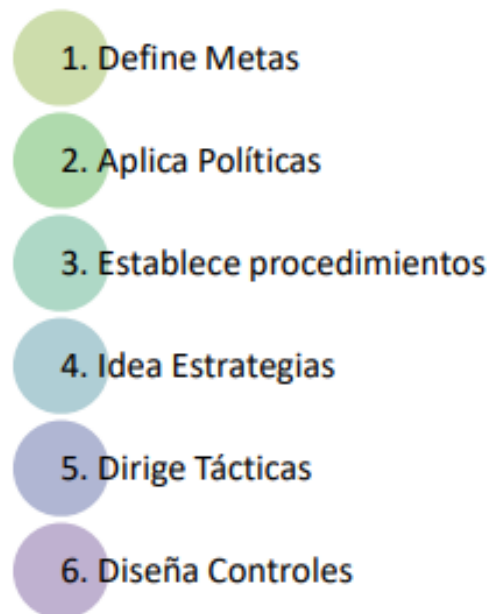 1. Define Metas
2. Aplica Políticas
3. Establece procedimientos
4. Idea Estrategias
5. Dirige Tácticas
6. Diseña Controles